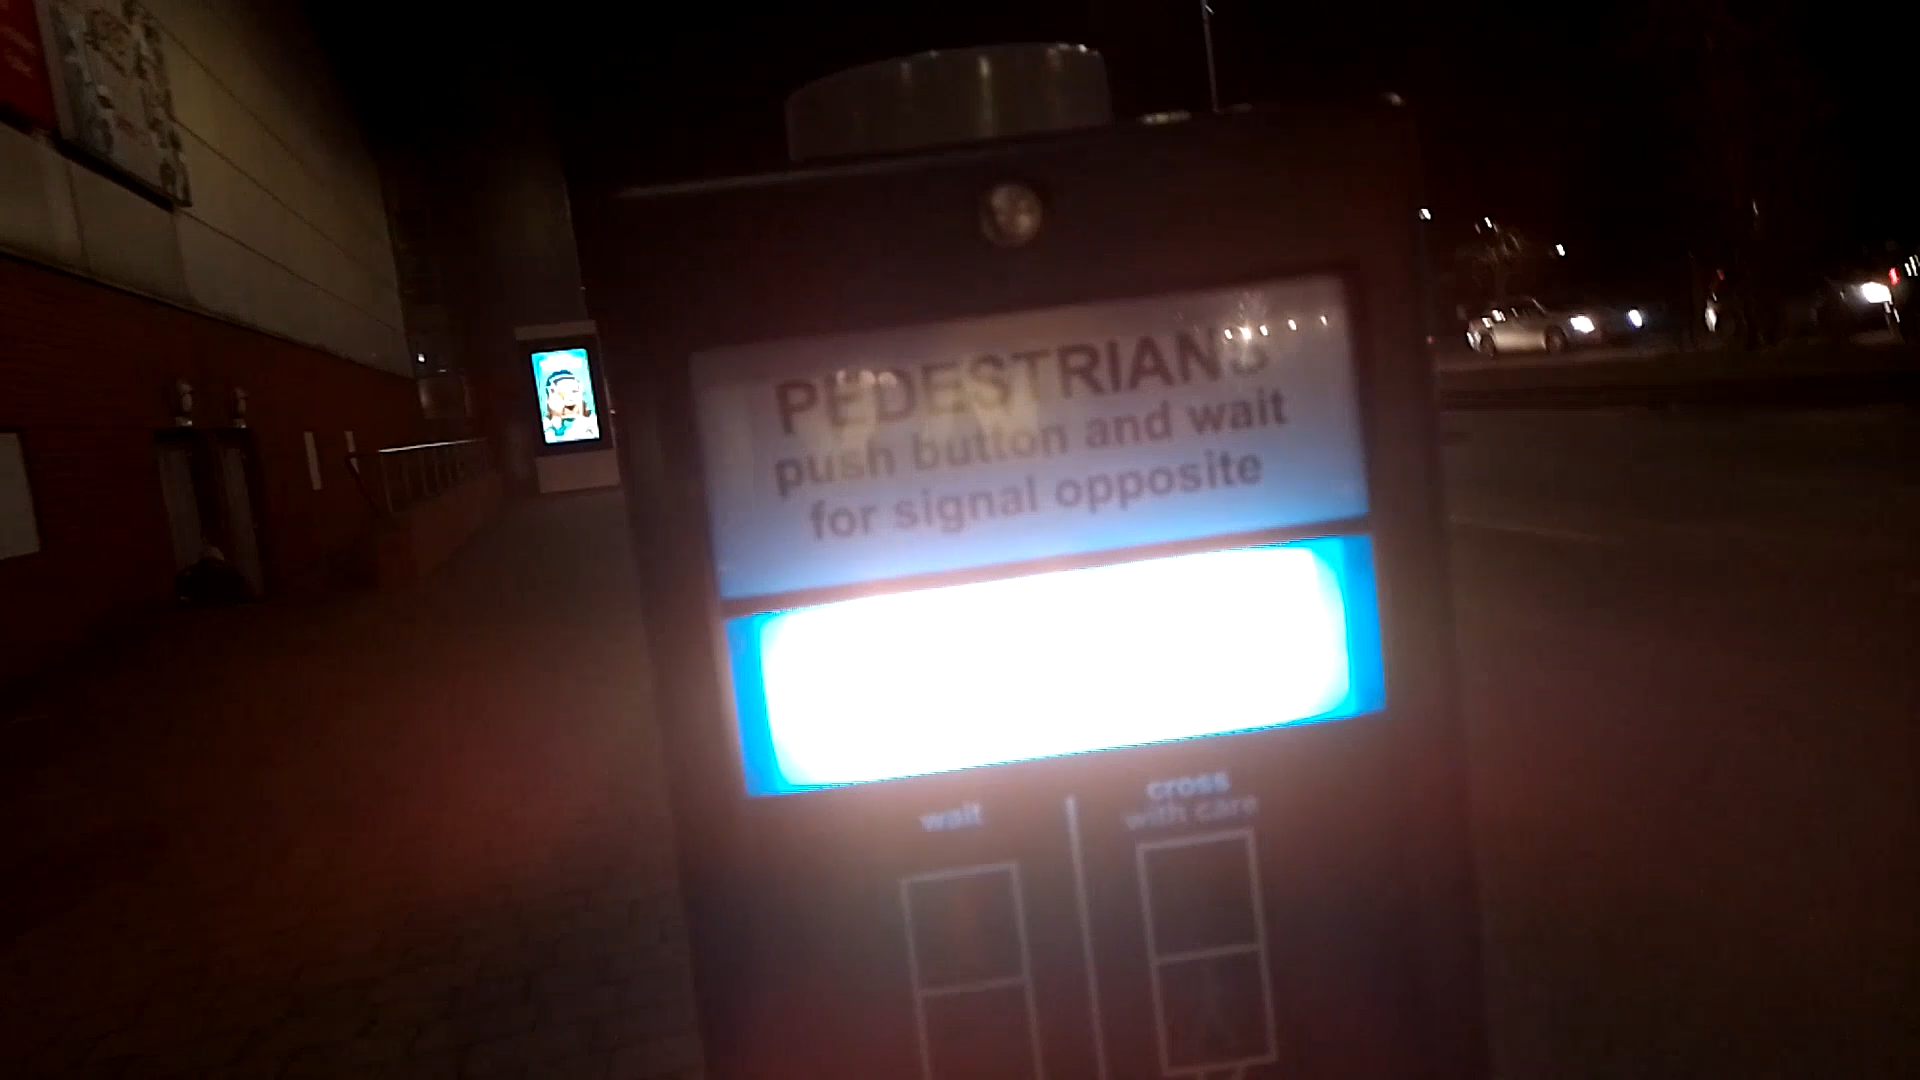 PEDESTRIANS
push button and wait
for signal opposite
wait
cross
with care